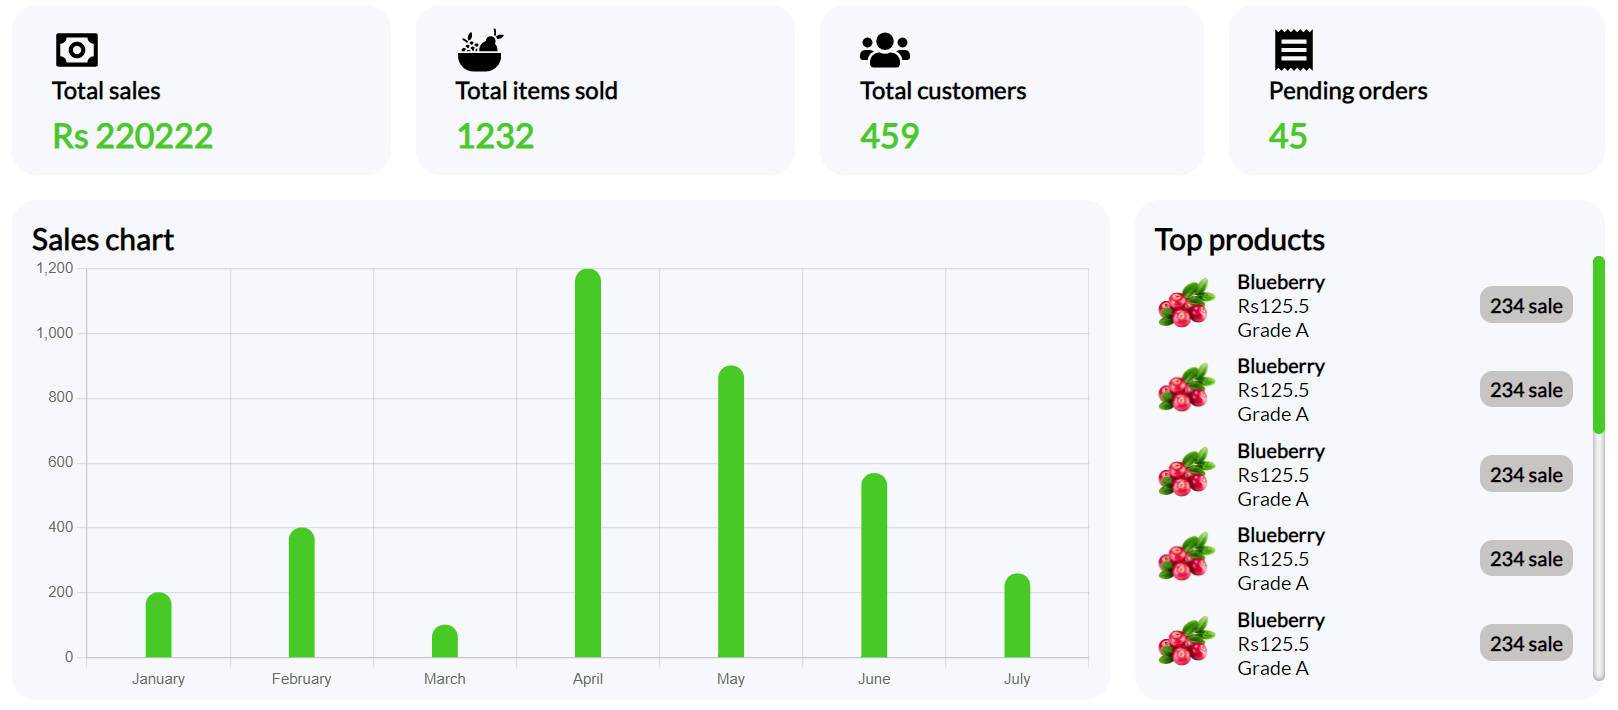 Total sales
Rs 220222
Total items sold
1232
Total customers
459
Pending orders
45
Sales chart
1,200
1,000
800
600
400
200
0
January
February
March
April
May
June
July
Top products
Blueberry
Rs125.5
Grade A
234 sale
Blueberry
Rs125.5
Grade A
234 sale
Blueberry
Rs125.5
Grade A
234 sale
Blueberry
Rs125.5
Grade A
234 sale
Blueberry
Rs125.5
Grade A
234 sale